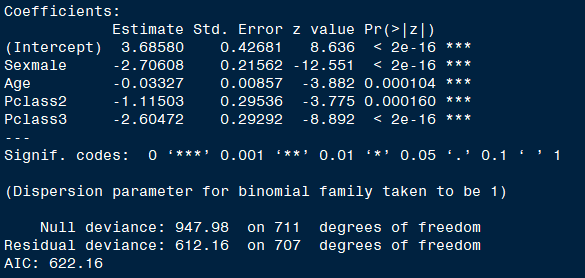 Coefficients:
Estimate Std. Error z value Pr(>|z|)
(Intercept) 3.68580 0.42681 8.636 < 2e-16 ***
Sexmale -2.70608 0.21562 -12.551 < 2e-16 ***
Age -0.03327 0.00857 -3.882 0.000104 ***
Pclass2 -1.11503 0.29536 -3.775 0.000160 ***
Pclass3 -2.60472 0.29292 -8.892 < 2e-16 ***
---
Signif. codes: 0 ‘***’ 0.001 ‘**’ 0.01 ‘*’ 0.05 ‘.’ 0.1 ‘ ’ 1
(Dispersion parameter for binomial family taken to be 1)
Null deviance: 947.98 on 711 degrees of freedom
Residual deviance: 612.16 on 707 degrees of freedom
AIC: 622.16